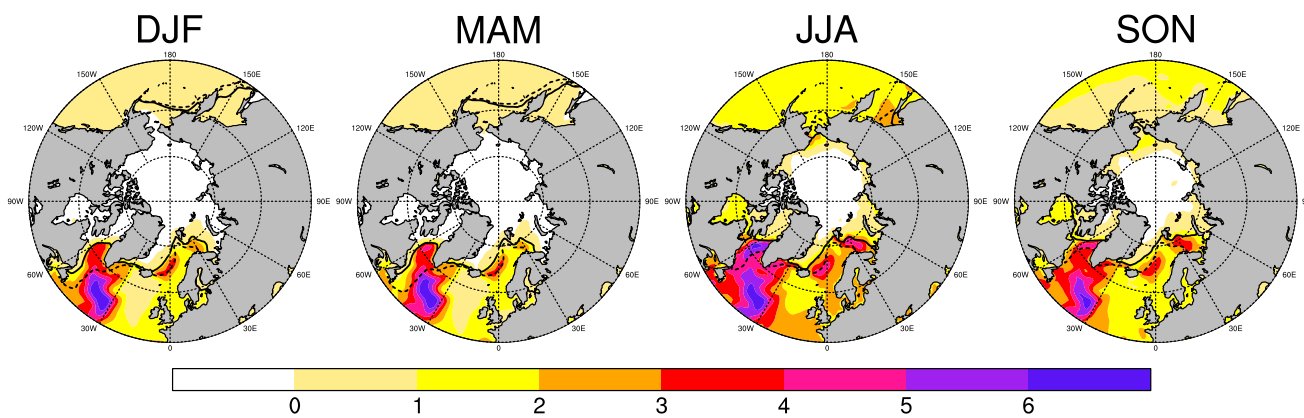 DJF MAM JJA SON
180 180 180 180
150W 150E 150W 150E 150W 150E 150W 150E
120W 120E 120W 120E 120W 120E 120W 120E
90W 90E 90W 90E 90W 90E 90W
60W 60E 60W 60E 60W 60E 60W 60E
30W 30E 30W 30E 30W 30E 30W 30E
0 0 0 0
0 1 2 3 4 5 6